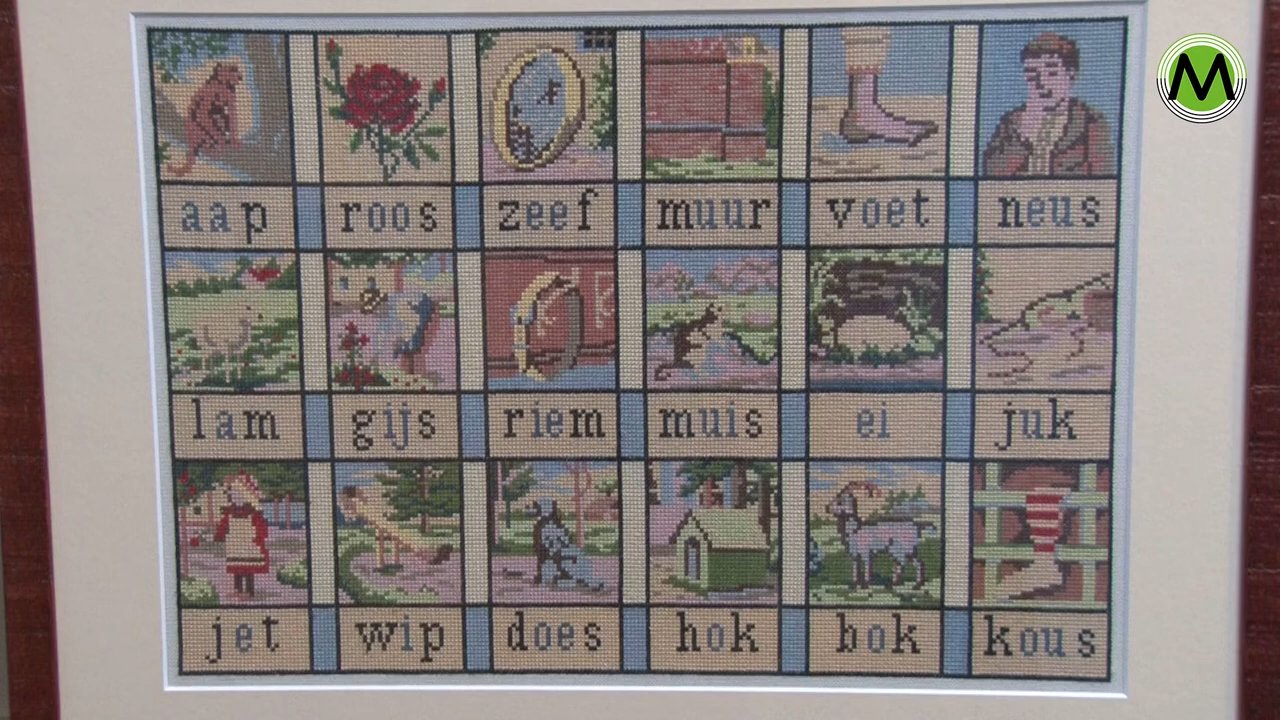 M
aap roos zeef muur voet neus
lam gijs riem muis ei juk
jet wip does hok bok kous